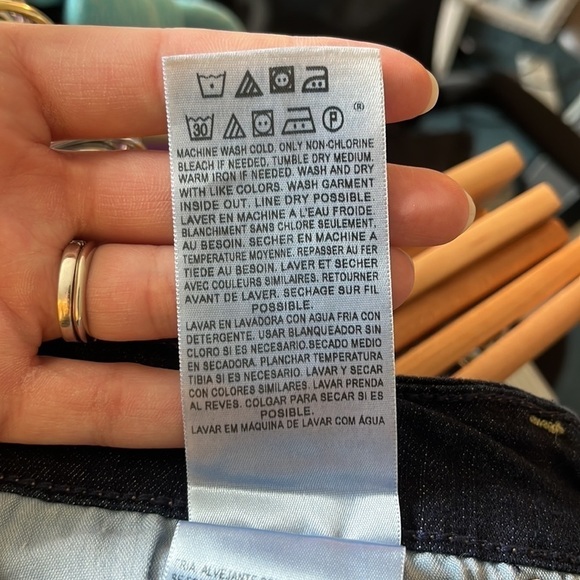 (R)
30 P
MACHINE WASH COLD. ONLY NON-CHLORINE
BLEACH IF NEEDED. TUMBLE DRY MEDIUM.
WARM IRON IF NEEDED. WASH AND DRY
WITH LIKE COLORS. WASH GARMENT
INSIDE OUT. LINE DRY POSSIBLE.
LAVER EN MACHINE A L'EAU FROIDE.
BLANCHIMENT SANS CHLORE SEULEMENT,
AU BESOIN. SECHER EN MACHINE A
TEMPERATURE MOYENNE. REPASSER AU FER
TIEDE AU BESOIN. LAVER ET SECHER
AVEC COULEURS SIMILAIRES. RETOURNER
AVANT DE LAVER. SECHAGE SUR FIL
POSSIBLE.
LAVAR EN LAVADORA CON AGUA FRIA CON
DETERGENTE. USAR BLANQUEADOR SIN
CLORO SI ES NECESARIO.SECADO MEDIO
EN SECADORA. PLANCHAR TEMPERATURA
TIBIA SI ES NECESARIO. LAVAR Y SECAR
CON COLORES SIMILARES. LAVAR PRENDA
AL REVES. COLGAR PARA SECAR SI ES
POSIBLE.
LAVAR EM MÁQUINA DE LAVAR COM ÁGUA
FRIA. ALVEJANTE